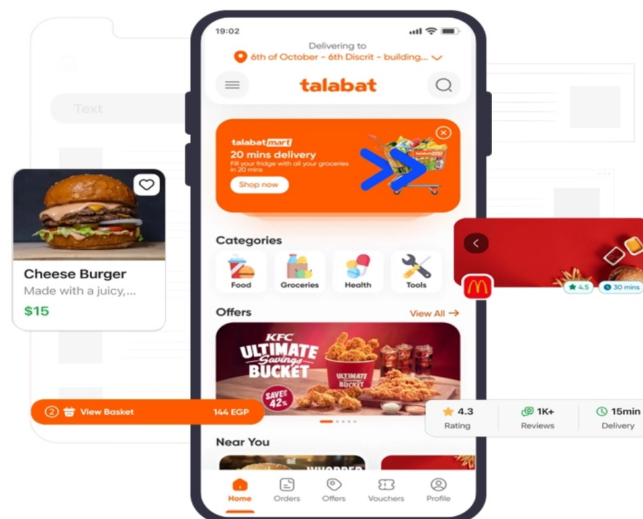 19:02
Delivering to
6th of October - 6th Discrit - building...
talabat
Text
talabat mart
20 mins delivery
Fill your fridge with all your groceries
in 20 mins
Shop now
Cheese Burger
Made with a juicy,...
$15
Categories
Food
Groceries
Health
Tools
4.5
30 mins
Offers
View All →
KFC
ULTIMATE
Savings
BUCKET
SAVE
42%
ULTIMATE
BUCKET
2
View Basket
144 EGP
4.3
Rating
1K+
Reviews
15min
Delivery
Near You
WHOPPER
Home
Orders
Offers
Vouchers
Profile